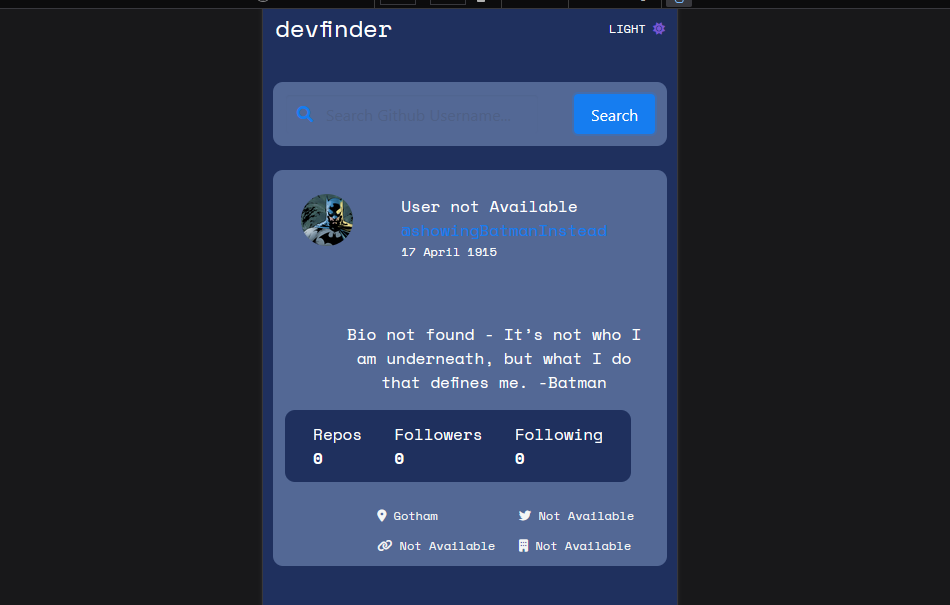 devfinder
LIGHT
Search Github Username...
Search
User not Available
@showingBatmanInstead
17 April 1915
Bio not found - It's not who I
am underneath, but what I do
that defines me. -Batman
Repos Followers Following
0 0 0
Gotham Not Available
Not Available Not Available